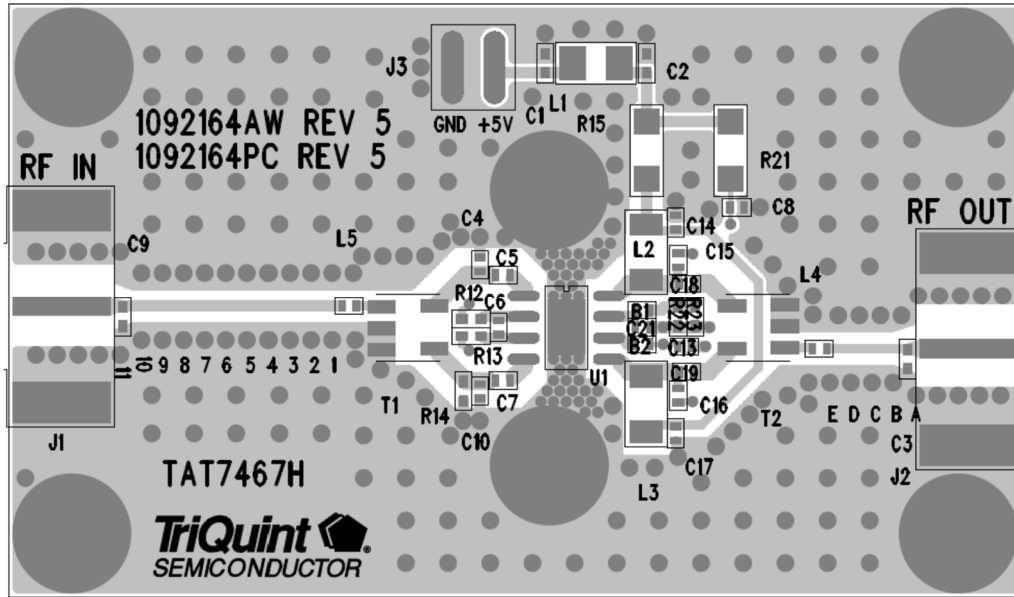 J3
C2
L1
C1
GND +5V
R15
1092164AW REV 5
1092164PC REV 5
R21
RF IN
C8
RF OUT
C4
C14
C9
L5
C5
L2
C15
L4
C18
R12
C6
B1
R22
R23
C21
B2
C13
R13
11 10 9 8 7 6 5 4 3 2 1
U1
C19
T1
R14
C7
C16
T2
E D C B A
J1
C10
C17
C3
J2
L3
TAT7467H
TriQuint
SEMICONDUCTOR